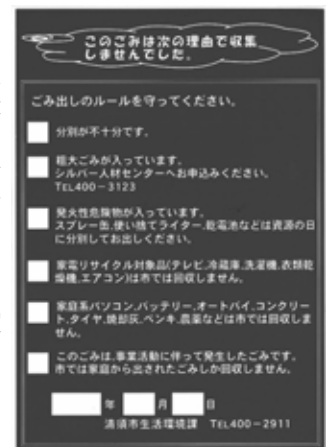 このごみは次の理由で収集
しませんでした。
ごみ出しのルールを守ってください。
分別が不十分です。
粗大ごみが入っています。
シルバー人材センターへお申込みください。
TEL400-3123
発火性危険物が入っています。
スプレー缶、使い捨てライター、乾電池などは資源の日
に分別してお出しください。
家電リサイクル対象品(テレビ、冷蔵庫、洗濯機、衣類乾
燥機、エアコン)は市では回収しません。
家庭系パソコン、バッテリー、オートバイ、コンクリー
ト、タイヤ、焼却灰、ペンキ、農薬などは市では回収しま
せん。
このごみは、事業活動に伴って発生したごみです。
市では家庭から出されたごみしか回収しません。
年 月 日
清須市生活環境課 TEL400-2911